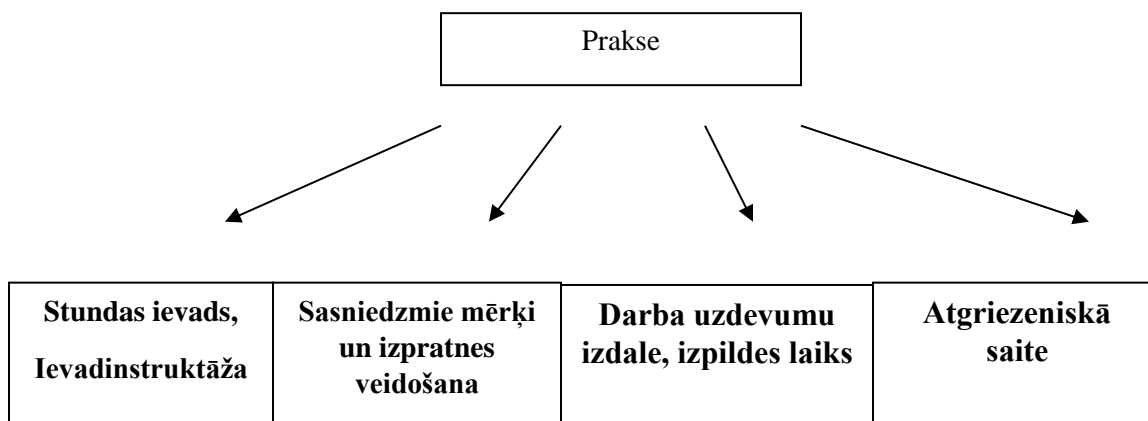 Prakse
Stundas ievads,
Ievadinstruktāža
Sasniedzmie mērķi
un izpratnes
veidošana
Darba uzdevumu
izdale, izpildes laiks
Atgriezeniskā
saite